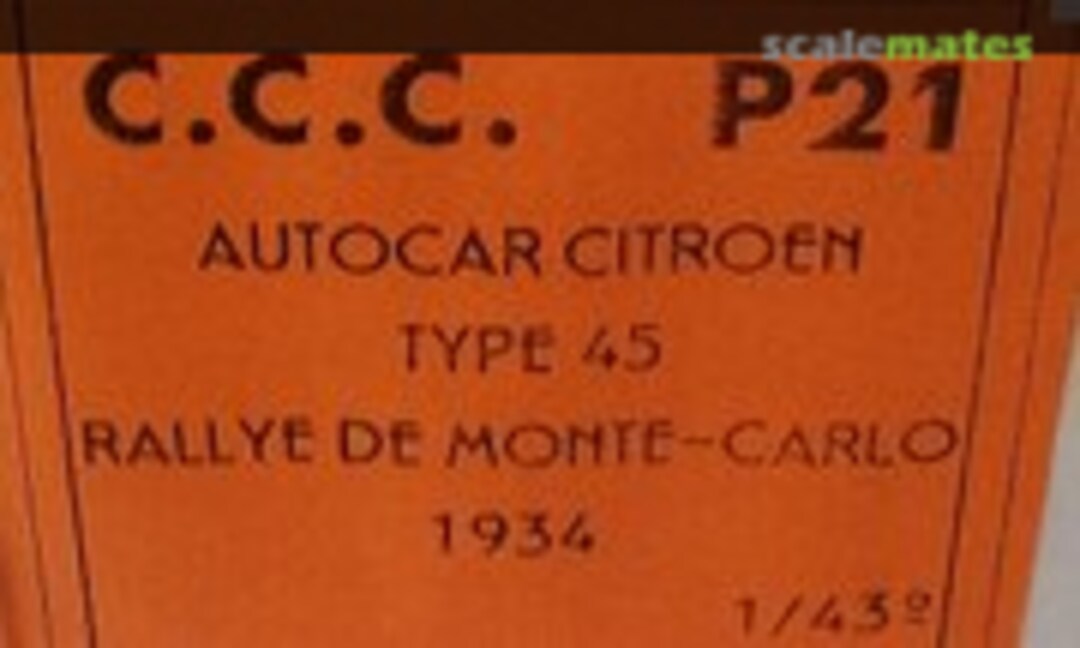 scalemates
C.C.C. P21
AUTOCAR CITROEN
TYPE 45
RALLYE DE MONTE-CARLO
1934
1/43º